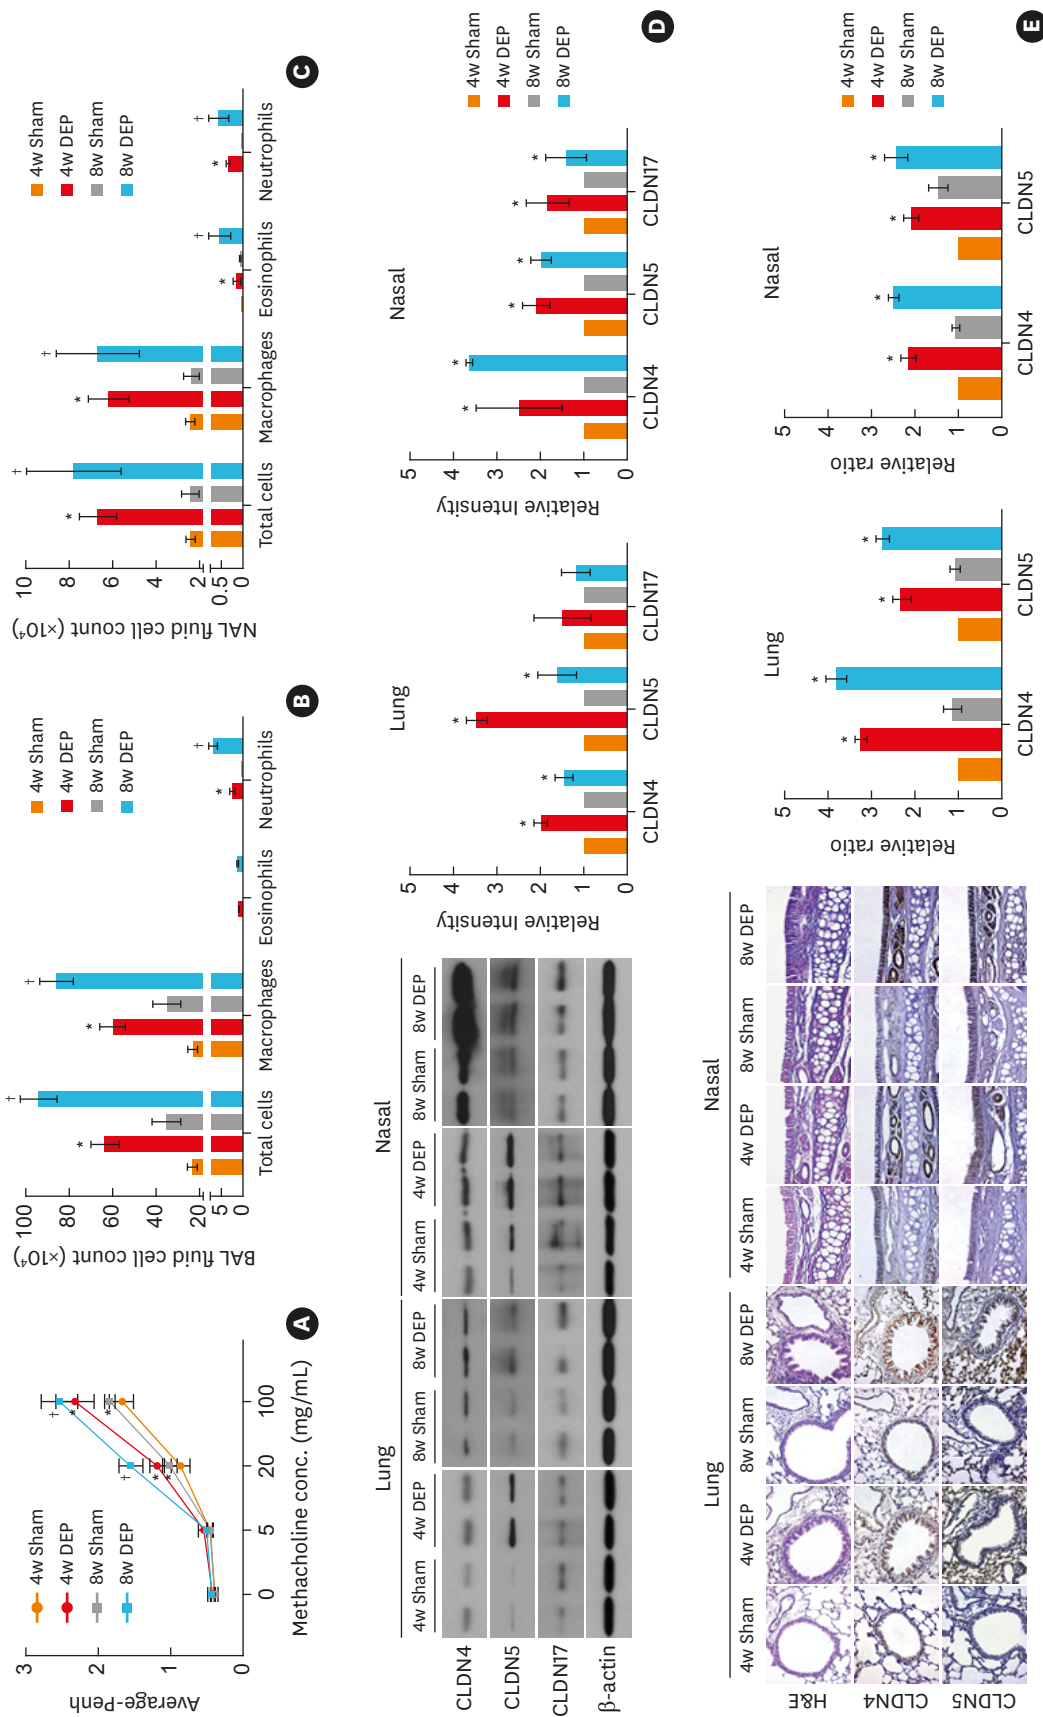 4w Sham
4w DEP
8w Sham
8w DEP
Average-Penh
3
2
1
0
0 5 20 100
* * † * * †
Methacholine conc. (mg/mL)
A
4w Sham
4w DEP
8w Sham
8w DEP
BAL fluid cell count (×10⁴)
100
80
60
40
20
5
0
* † * † * †
Total cells Macrophages Eosinophils Neutrophils
B
4w Sham
4w DEP
8w Sham
8w DEP
NAL fluid cell count (×10⁴)
10
8
6
4
2
0.5
0
* † * † * † * †
Total cells Macrophages Eosinophils Neutrophils
C
Lung Nasal
4w Sham 4w DEP 8w Sham 8w DEP 4w Sham 4w DEP 8w Sham 8w DEP
CLDN4
CLDN5
CLDN17
β-actin
Lung
Relative Intensity
5
4
3
2
1
0
* * * *
CLDN4 CLDN5 CLDN17
Nasal
Relative Intensity
5
4
3
2
1
0
* * * * * *
CLDN4 CLDN5 CLDN17
4w Sham
4w DEP
8w Sham
8w DEP
D
Lung Nasal
4w Sham 4w DEP 8w Sham 8w DEP 4w Sham 4w DEP 8w Sham 8w DEP
H&E
CLDN4
CLDN5
Lung
Relative ratio
5
4
3
2
1
0
* * * *
CLDN4 CLDN5
Nasal
Relative ratio
5
4
3
2
1
0
* * * *
CLDN4 CLDN5
4w Sham
4w DEP
8w Sham
8w DEP
E